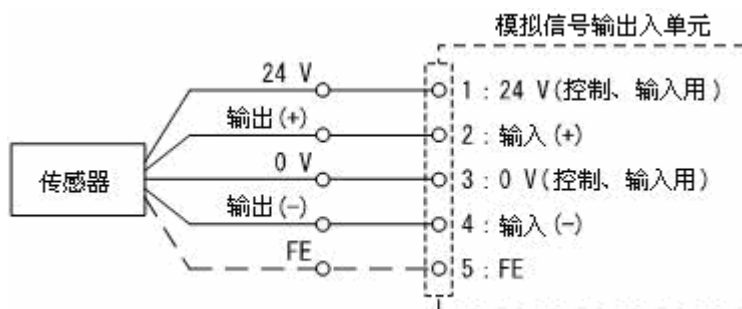 模拟信号输出入单元
24 V
1：24 V(控制、输入用)
输出(+)
2：输入(+)
0 V
3：0 V(控制、输入用)
传感器
输出(−)
4：输入(−)
FE
5：FE